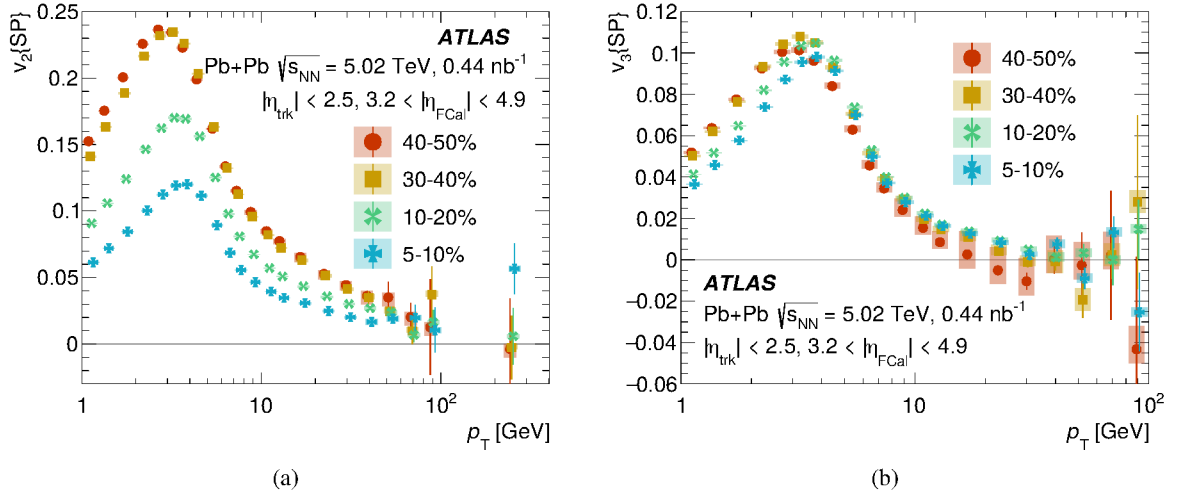 v₂{SP}
0.25
0.2
0.15
0.1
0.05
0
ATLAS
Pb+Pb √sNN = 5.02 TeV, 0.44 nb⁻¹
|ηtrk| < 2.5, 3.2 < |ηFCal| < 4.9
40-50%
30-40%
10-20%
5-10%
1 10 10²
pT [GeV]
(a)
v₃{SP}
0.12
0.1
0.08
0.06
0.04
0.02
0
−0.02
−0.04
−0.06
40-50%
30-40%
10-20%
5-10%
ATLAS
Pb+Pb √sNN = 5.02 TeV, 0.44 nb⁻¹
|ηtrk| < 2.5, 3.2 < |ηFCal| < 4.9
1 10 10²
pT [GeV]
(b)